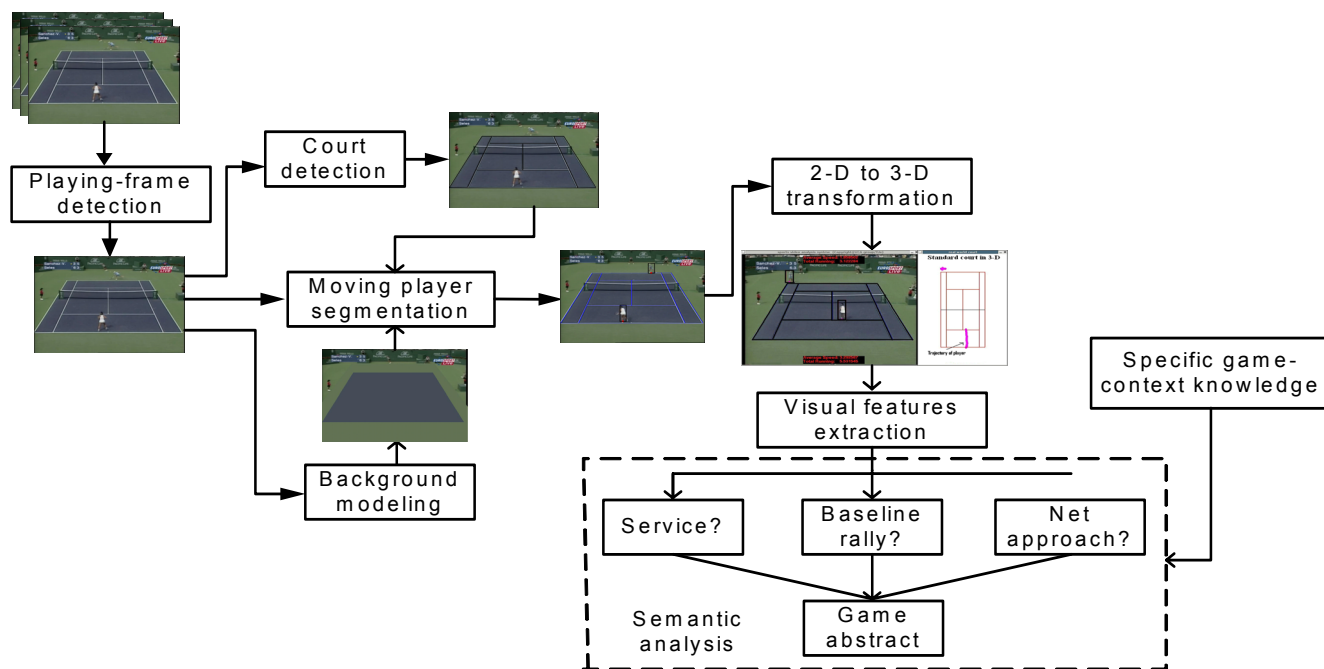 Playing-frame
detection
Court
detection
2-D to 3-D
transformation
Moving player
segmentation
Standard court in 3-D
Trajectory of player
Background
modeling
Visual features
extraction
Specific game-
context knowledge
Service?
Baseline
rally?
Net
approach?
Semantic
analysis
Game
abstract